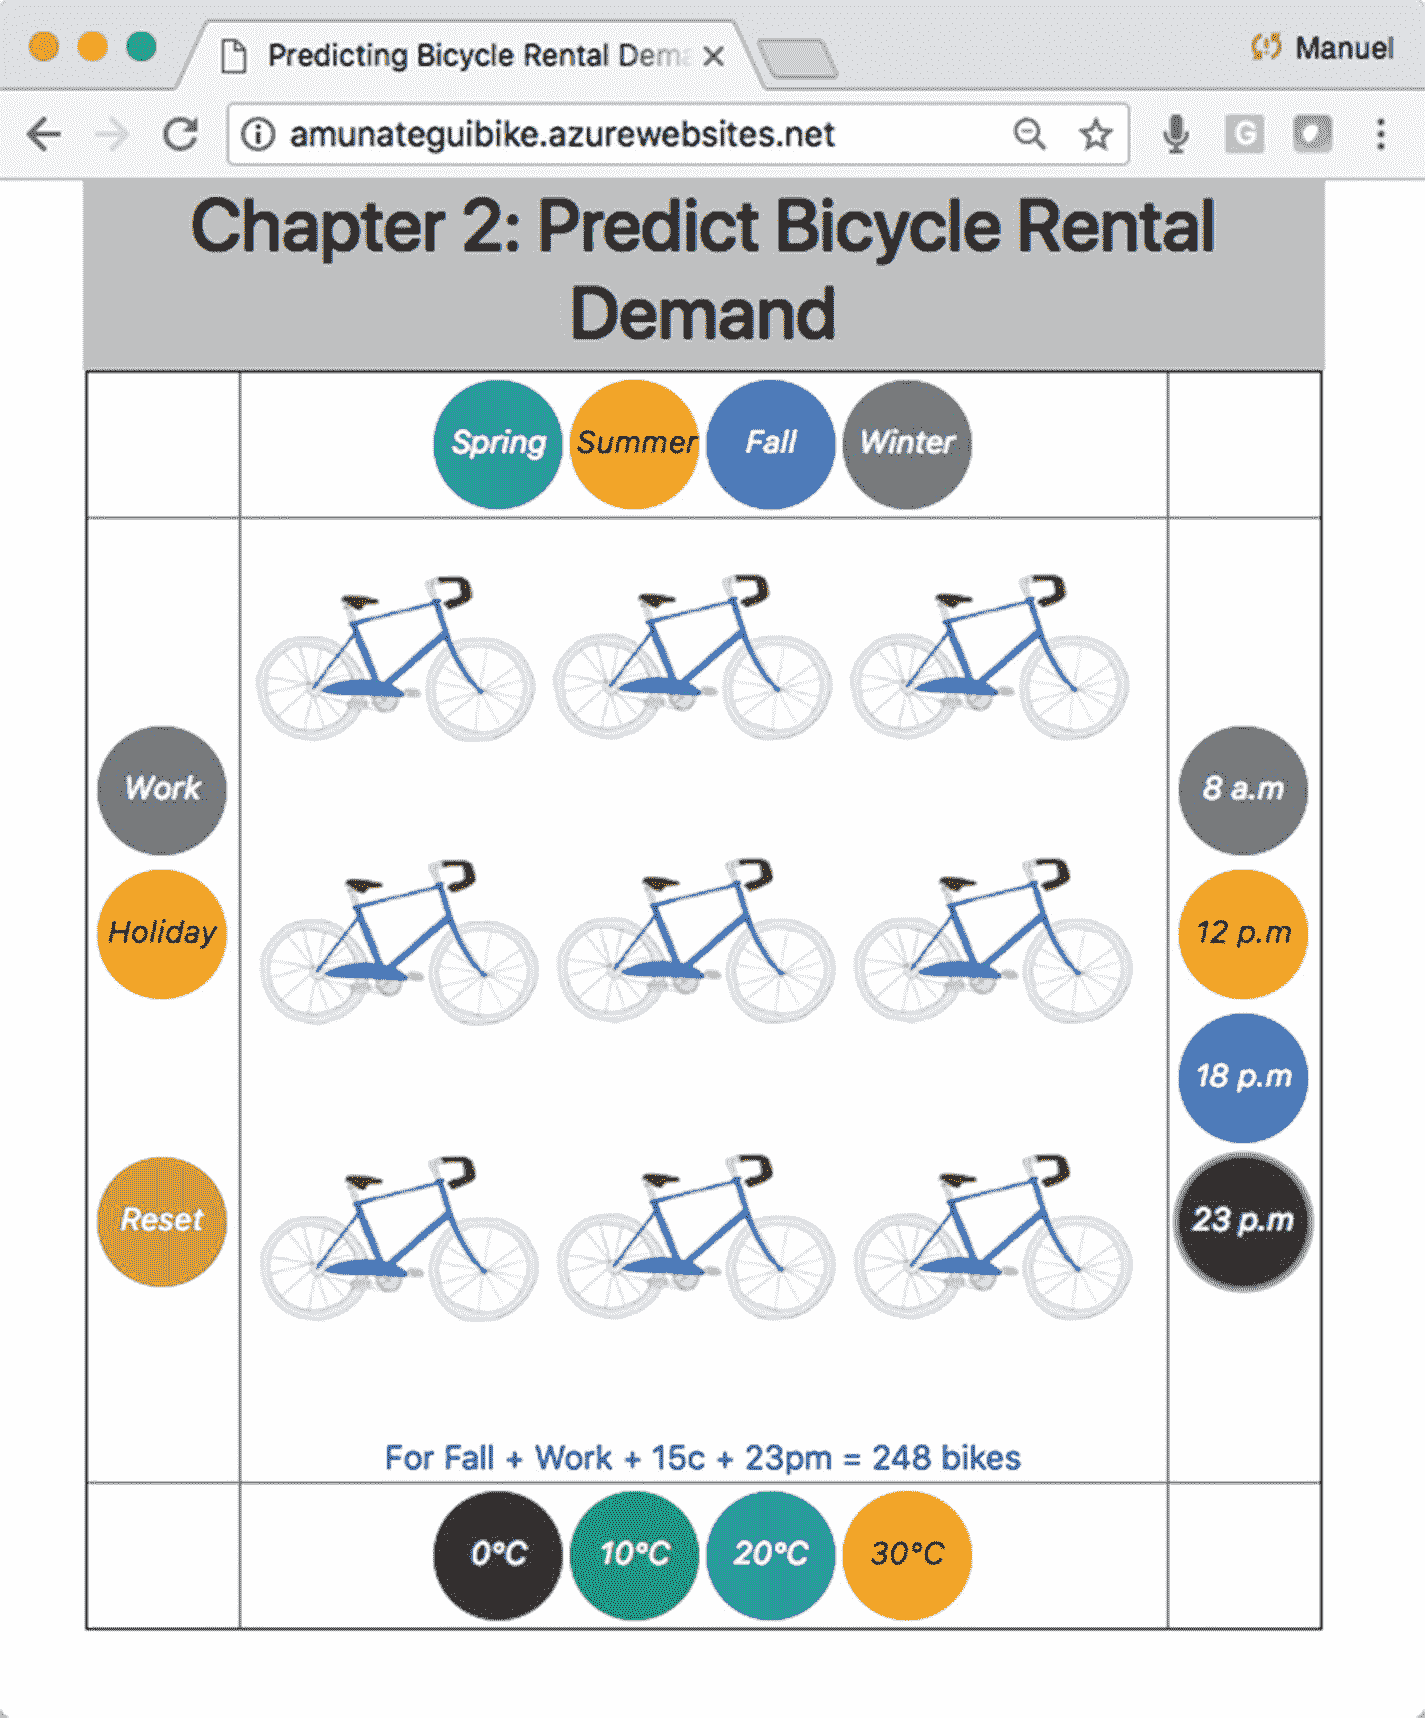 Predicting Bicycle Rental Dema
Manuel
amunateguibike.azurewebsites.net
G
Chapter 2: Predict Bicycle Rental
Demand
Spring Summer Fall Winter
Work
8 a.m
Holiday
12 p.m
18 p.m
Reset
23 p.m
For Fall + Work + 15c + 23pm = 248 bikes
0°C 10°C 20°C 30°C